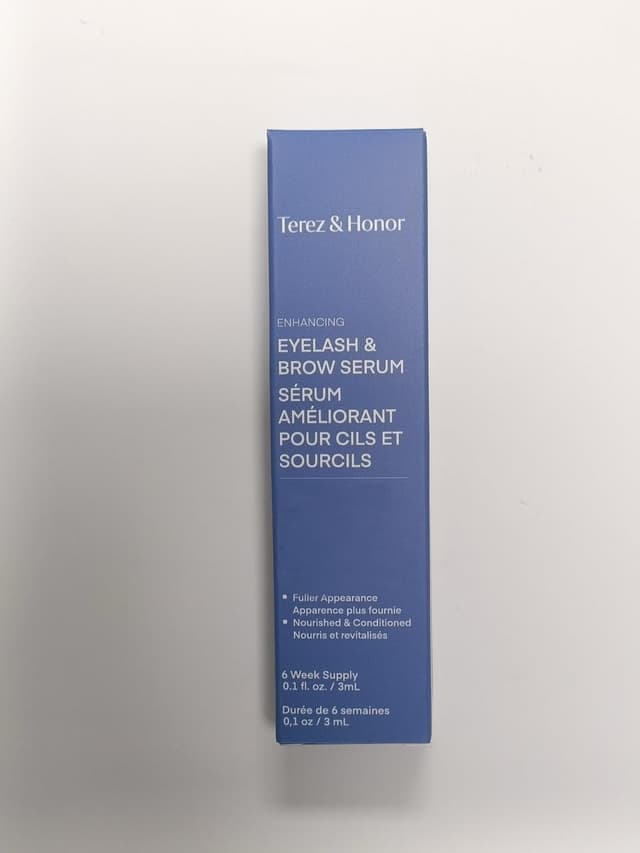 Terez & Honor
ENHANCING
EYELASH &
BROW SERUM
SÉRUM
AMÉLIORANT
POUR CILS ET
SOURCILS
Fuller Appearance
Apparence plus fournie
Nourished & Conditioned
Nourris et revitalisés
6 Week Supply
0.1 fl. oz. / 3mL
Durée de 6 semaines
0,1 oz / 3 mL